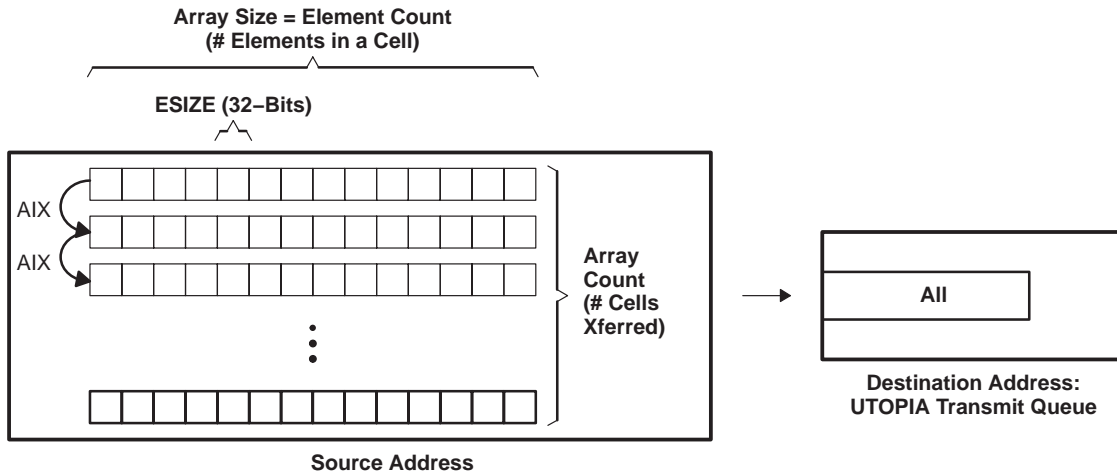 Array Size = Element Count
(# Elements in a Cell)
ESIZE (32–Bits)
AIX
AIX
Array
Count
(# Cells
Xferred)
All
Destination Address:
UTOPIA Transmit Queue
Source Address